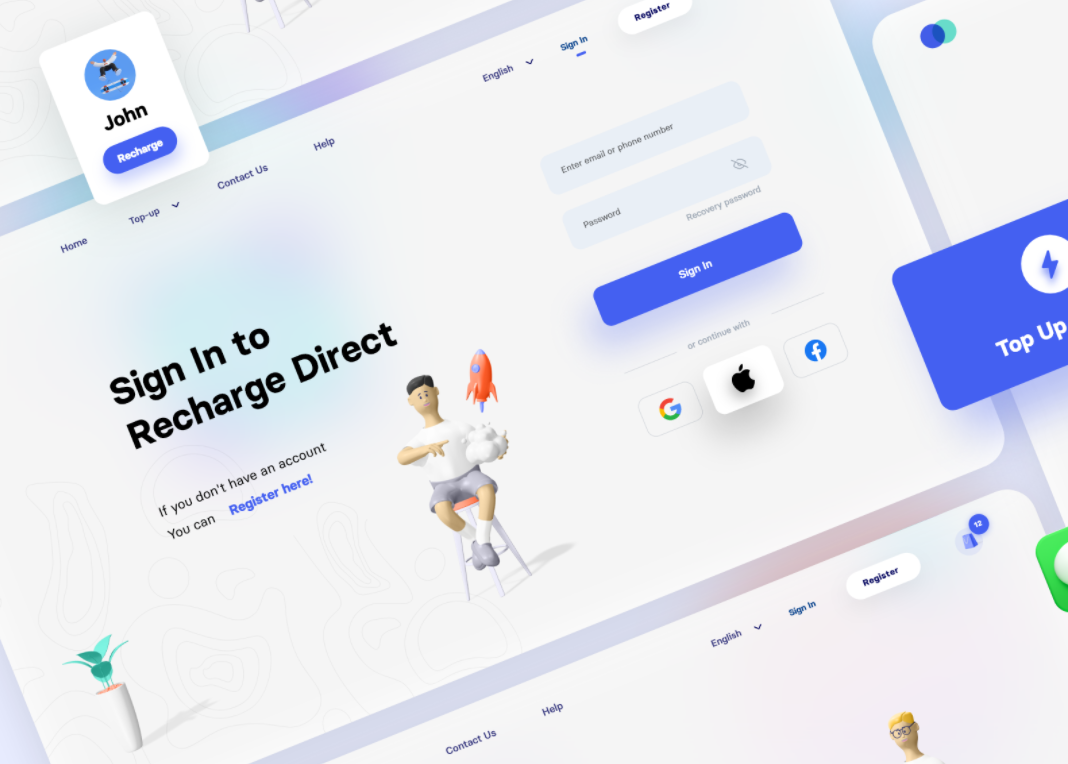 John
Recharge
Home
Top-up
Contact Us
Help
English
Sign In
Register
Enter email or phone number
Password
Recovery password
Sign In
or continue with
Sign In to
Recharge Direct
If you don't have an account
You can Register here!
Top Up
Contact Us
Help
English
Sign In
Register
12